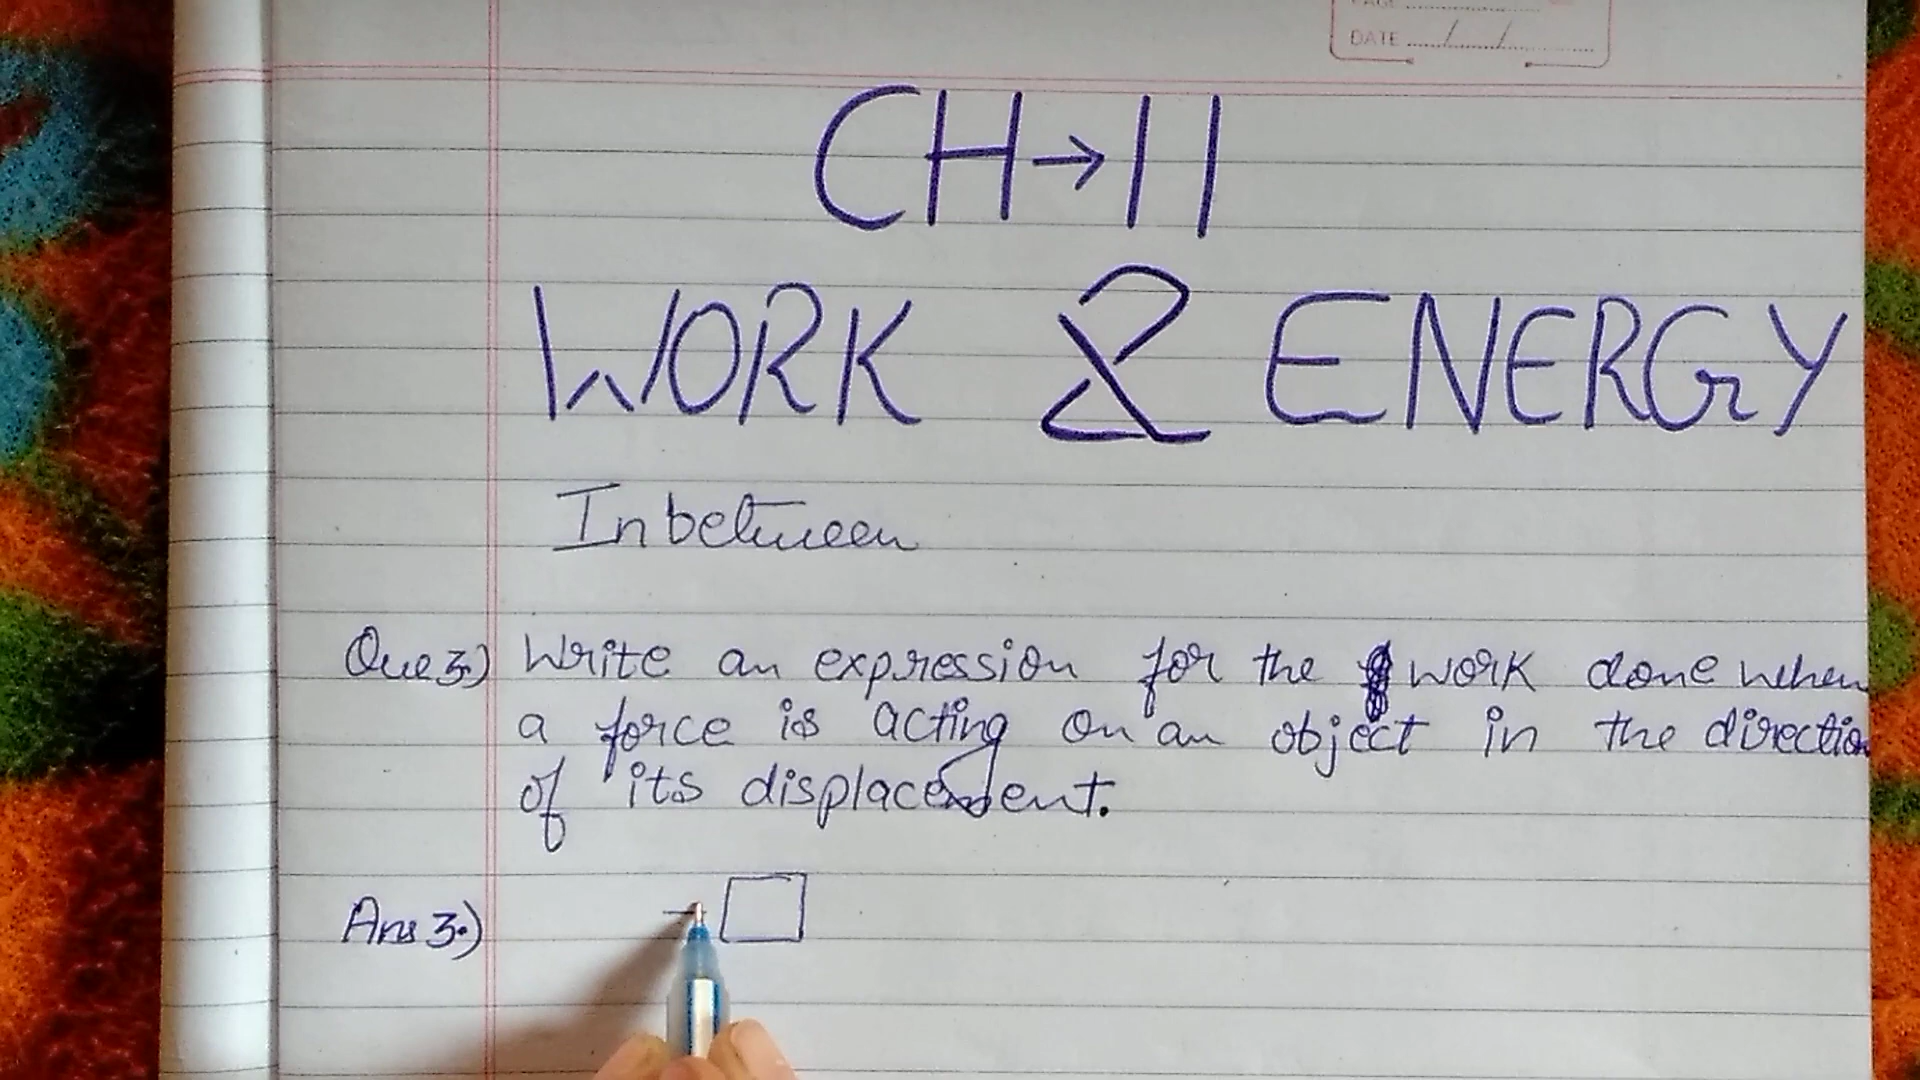 PAGE
DATE / /
CH→11
WORK & ENERGY
Inbetween
Que 3.) Write an expression for the work done when
a force is acting on an object in the direction
of its displacement.
Ans 3.)